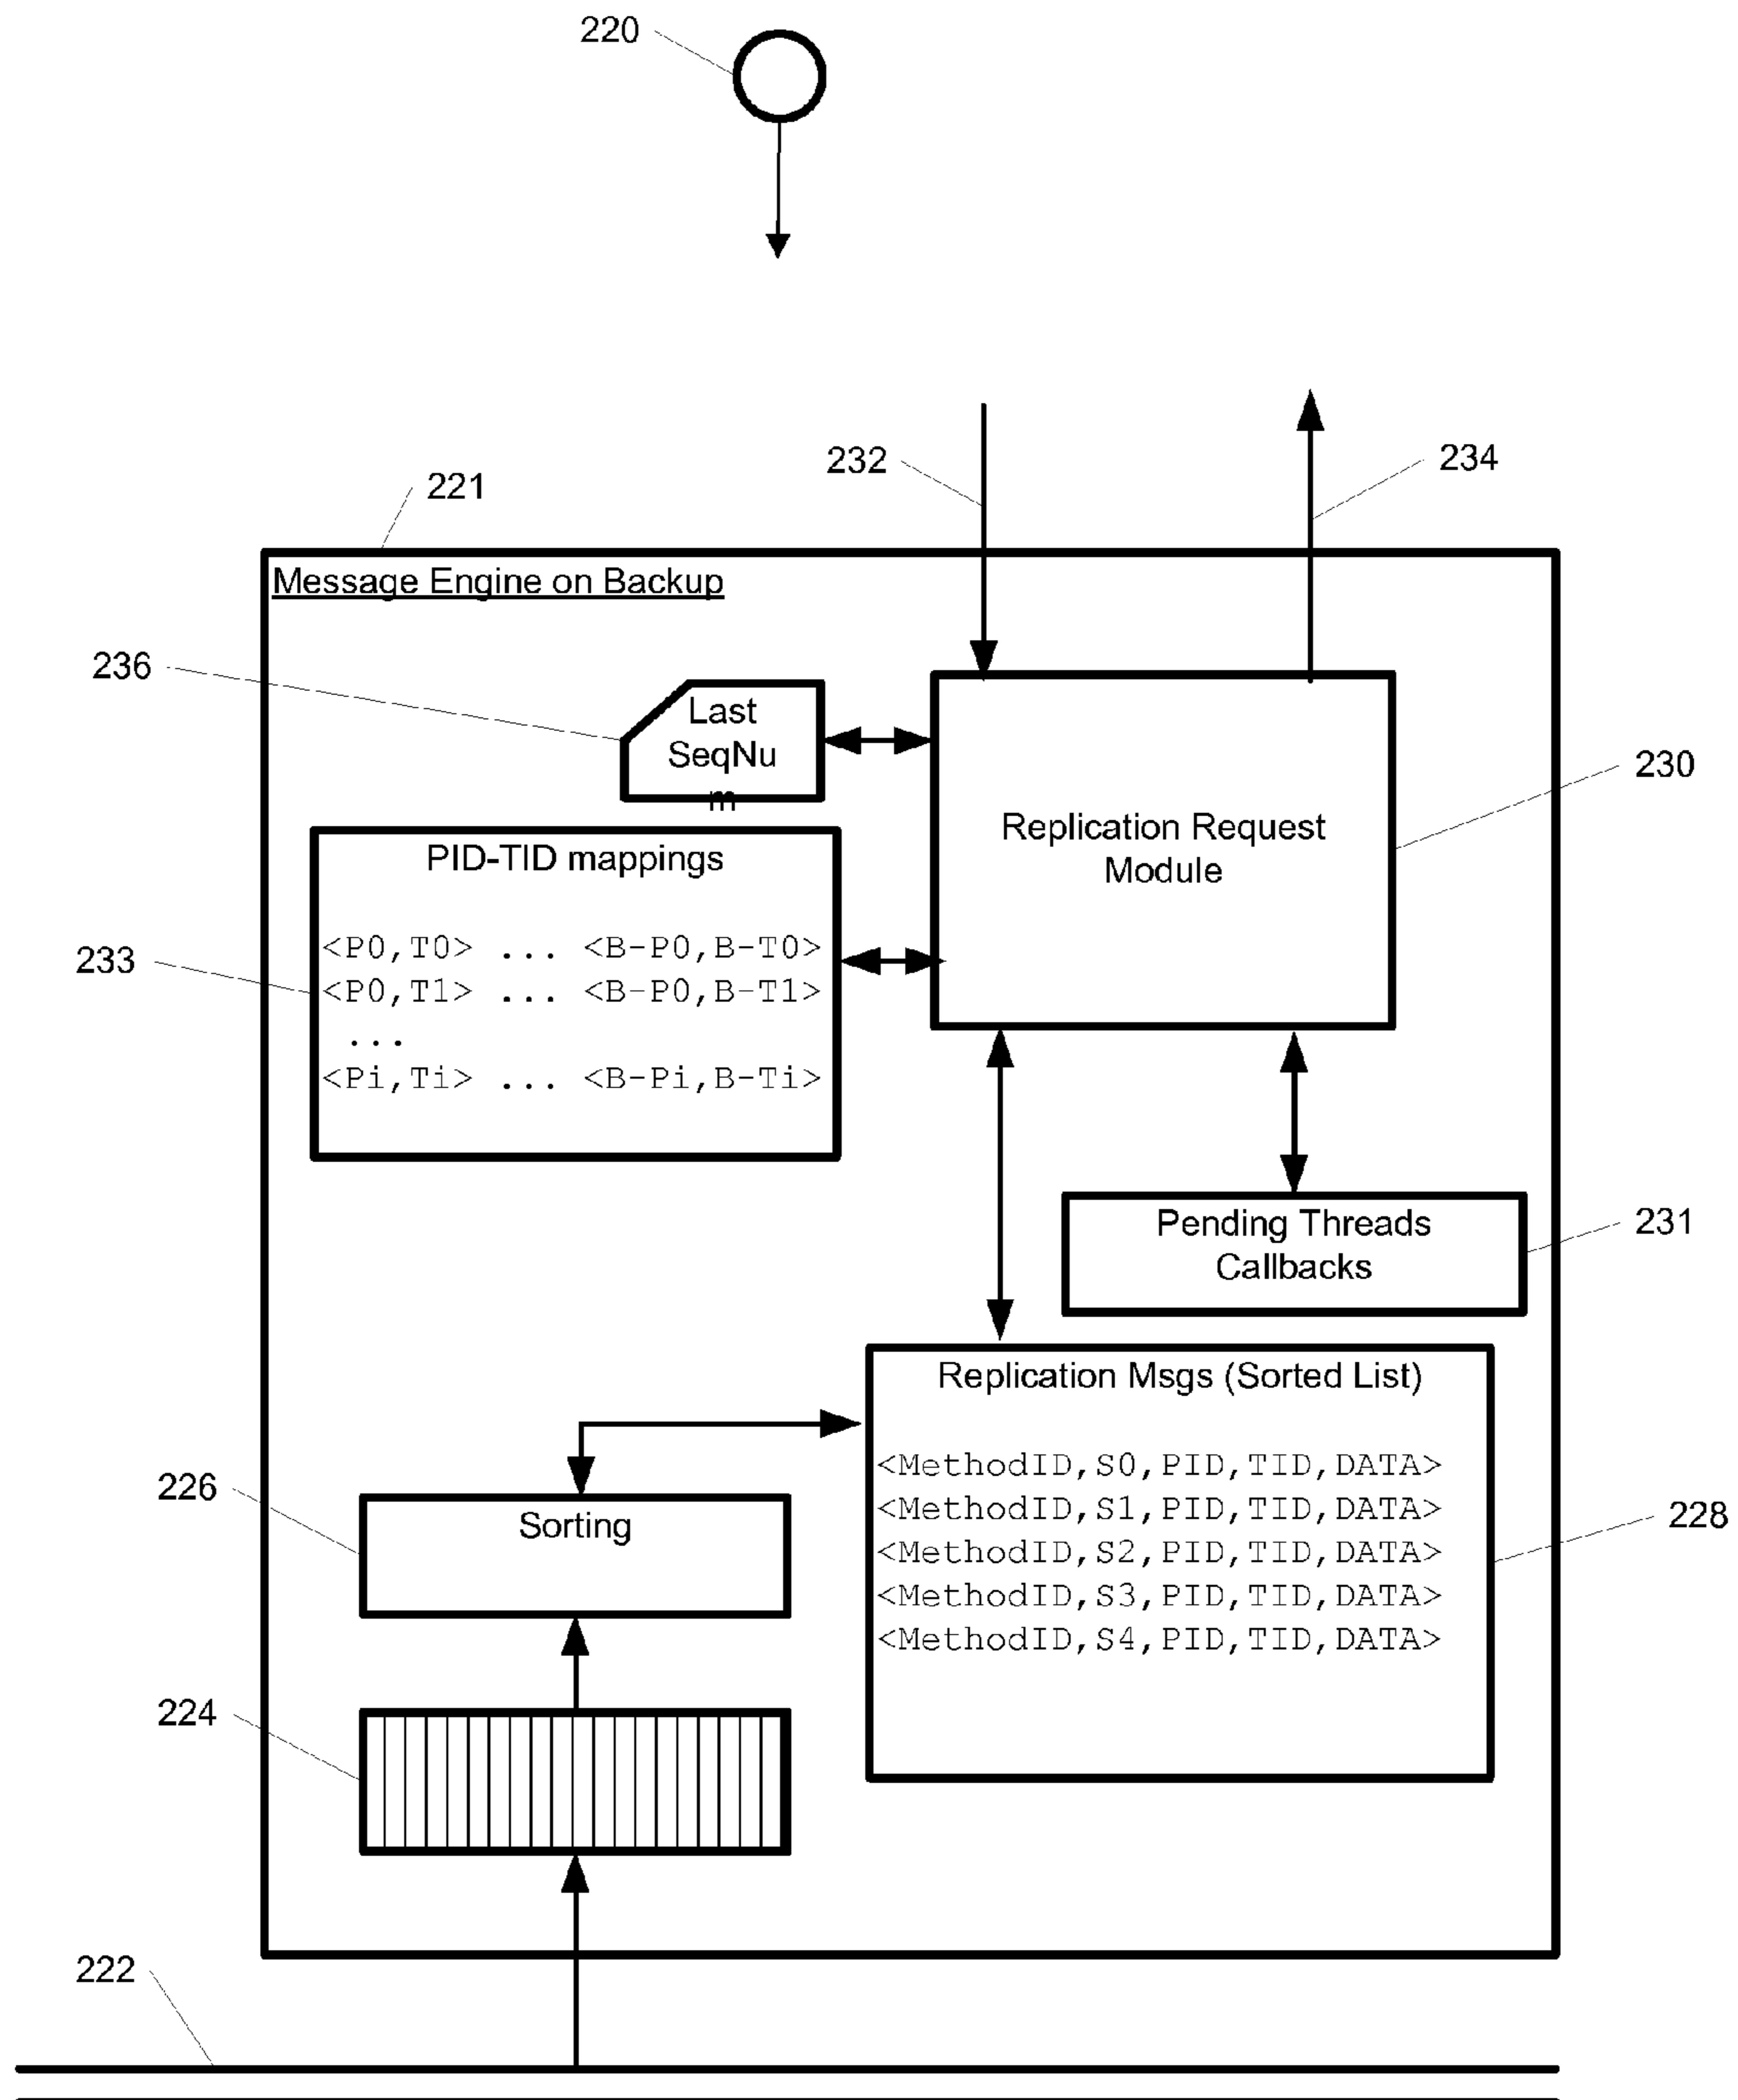 220
232
234
221
Message Engine on Backup
236
Last
SeqNu
m
230
Replication Request
Module
PID-TID mappings
233
<P0,T0> ... <B-P0,B-T0>
<P0,T1> ... <B-P0,B-T1>
...
<Pi,Ti> ... <B-Pi,B-Ti>
Pending Threads
Callbacks
231
Replication Msgs (Sorted List)
<MethodID,S0,PID,TID,DATA>
<MethodID,S1,PID,TID,DATA>
<MethodID,S2,PID,TID,DATA>
<MethodID,S3,PID,TID,DATA>
<MethodID,S4,PID,TID,DATA>
228
226
Sorting
224
222